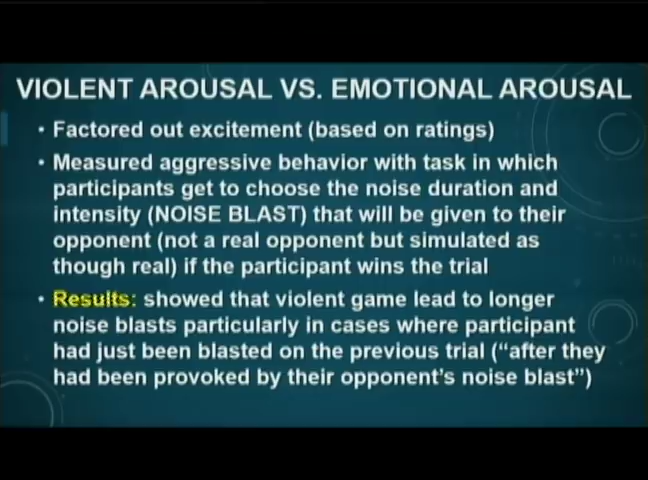 VIOLENT AROUSAL VS. EMOTIONAL AROUSAL
• Factored out excitement (based on ratings)
• Measured aggressive behavior with task in which
participants get to choose the noise duration and
intensity (NOISE BLAST) that will be given to their
opponent (not a real opponent but simulated as
though real) if the participant wins the trial
• Results: showed that violent game lead to longer
noise blasts particularly in cases where participant
had just been blasted on the previous trial ("after they
had been provoked by their opponent's noise blast")